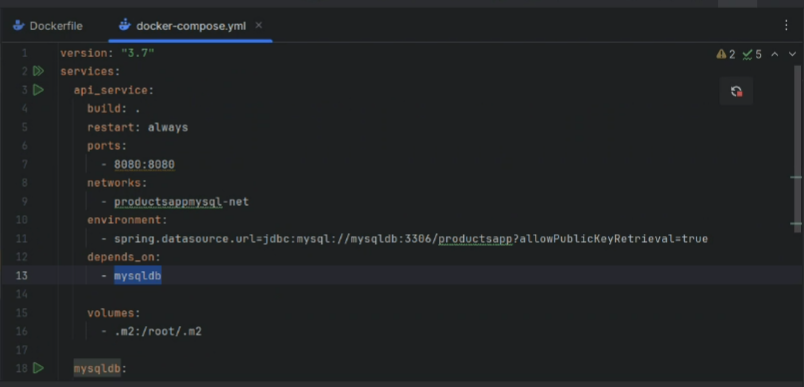 Dockerfile docker-compose.yml ×
1 version: "3.7" 2 5
2 services:
3 api_service:
4 build: .
5 restart: always
6 ports:
7 - 8080:8080
8 networks:
9 - productsappmysql-net
10 environment:
11 - spring.datasource.url=jdbc:mysql://mysqldb:3306/productsapp?allowPublicKeyRetrieval=true
12 depends_on:
13 - mysqldb
14
15 volumes:
16 - .m2:/root/.m2
17
18 mysqldb: